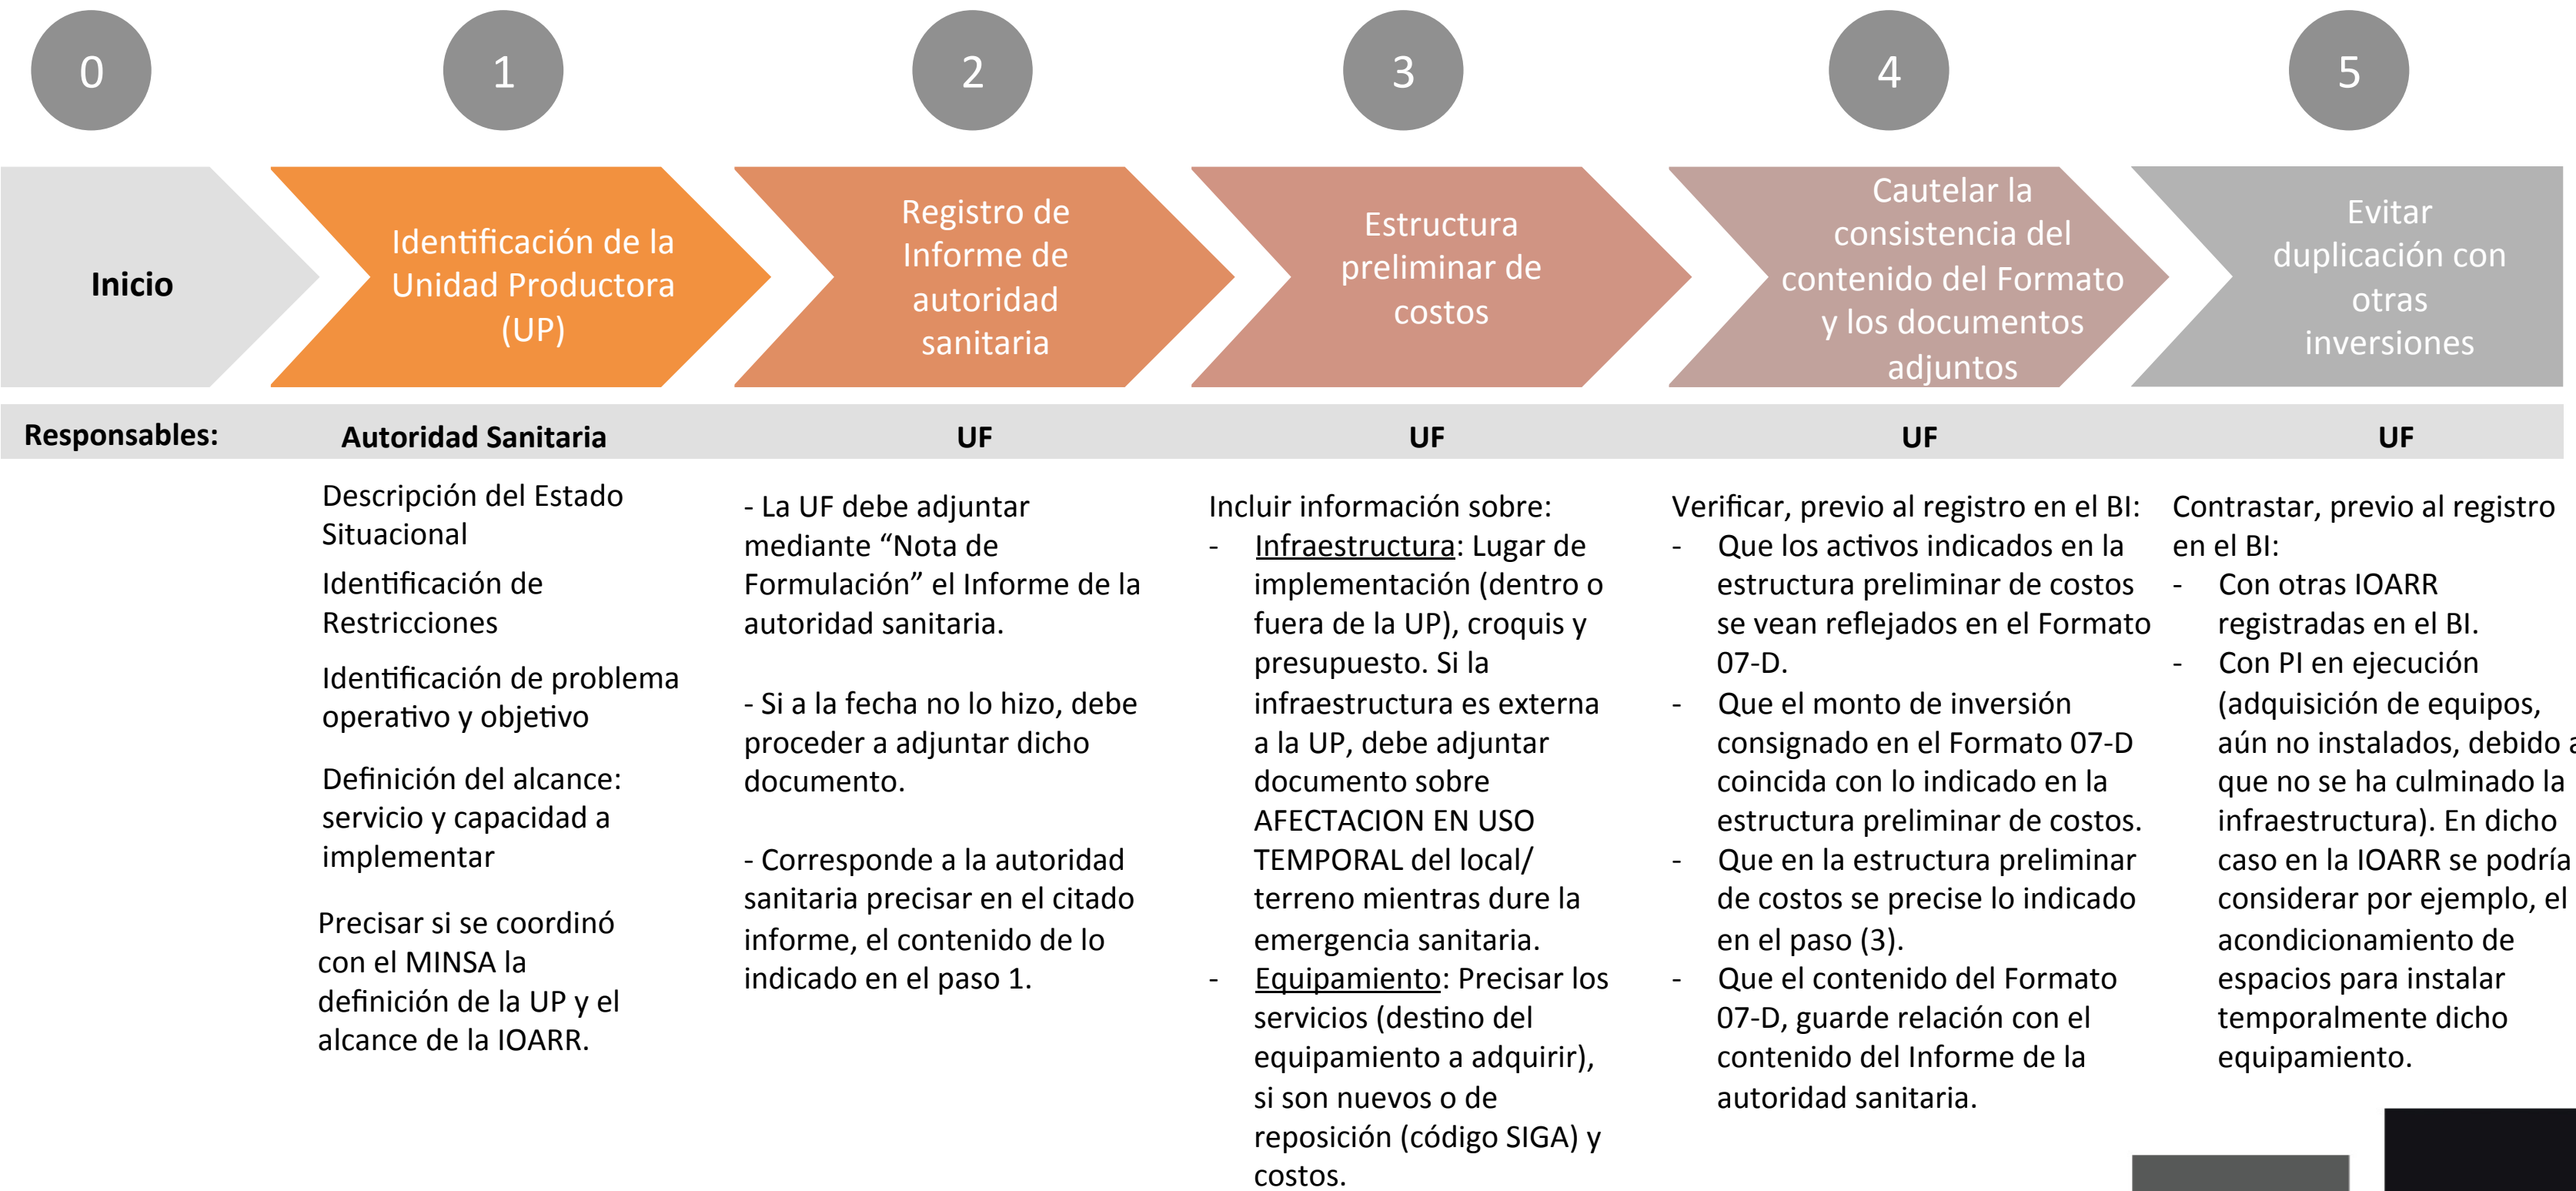 0
1
2
3
4
5
Inicio
Identificación de la
Unidad Productora
(UP)
Registro de
Informe de
autoridad
sanitaria
Estructura
preliminar de
costos
Cautelar la
consistencia del
contenido del Formato
y los documentos
adjuntos
Evitar
duplicación con
otras
inversiones
Responsables:
Autoridad Sanitaria
UF
UF
UF
UF
Descripción del Estado
Situacional
Identificación de
Restricciones
Identificación de problema
operativo y objetivo
Definición del alcance:
servicio y capacidad a
implementar
Precisar si se coordinó
con el MINSA la
definición de la UP y el
alcance de la IOARR.
- La UF debe adjuntar
mediante “Nota de
Formulación” el Informe de la
autoridad sanitaria.
- Si a la fecha no lo hizo, debe
proceder a adjuntar dicho
documento.
- Corresponde a la autoridad
sanitaria precisar en el citado
informe, el contenido de lo
indicado en el paso 1.
Incluir información sobre:
- Infraestructura: Lugar de
implementación (dentro o
fuera de la UP), croquis y
presupuesto. Si la
infraestructura es externa
a la UP, debe adjuntar
documento sobre
AFECTACION EN USO
TEMPORAL del local/
terreno mientras dure la
emergencia sanitaria.
- Equipamiento: Precisar los
servicios (destino del
equipamiento a adquirir),
si son nuevos o de
reposición (código SIGA) y
costos.
Verificar, previo al registro en el BI:
- Que los activos indicados en la
estructura preliminar de costos
se vean reflejados en el Formato
07-D.
- Que el monto de inversión
consignado en el Formato 07-D
coincida con lo indicado en la
estructura preliminar de costos.
- Que en la estructura preliminar
de costos se precise lo indicado
en el paso (3).
- Que el contenido del Formato
07-D, guarde relación con el
contenido del Informe de la
autoridad sanitaria.
Contrastar, previo al registro
en el BI:
- Con otras IOARR
registradas en el BI.
- Con PI en ejecución
(adquisición de equipos,
aún no instalados, debido a
que no se ha culminado la
infraestructura). En dicho
caso en la IOARR se podría
considerar por ejemplo, el
acondicionamiento de
espacios para instalar
temporalmente dicho
equipamiento.